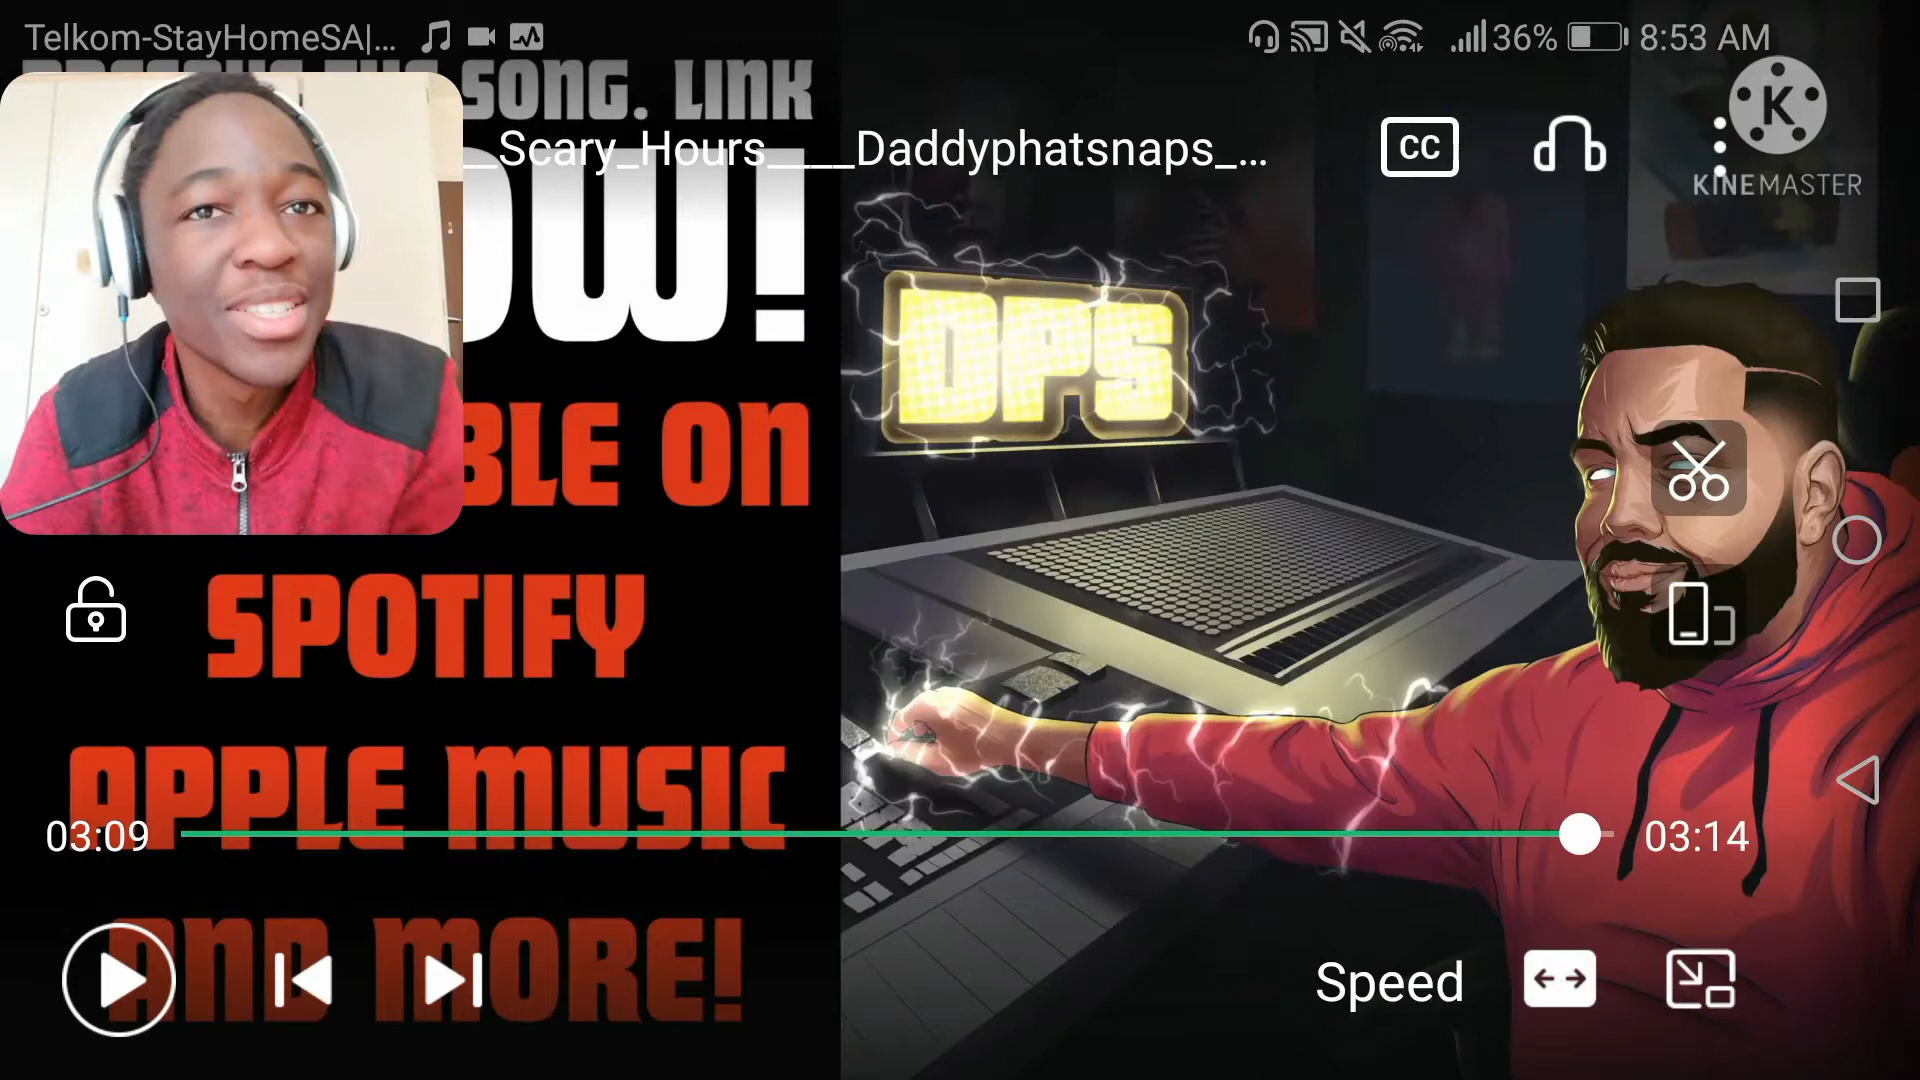 Telkom-StayHomeSA|...
36% 8:53 AM
SONG. LINK
__Scary_Hours____Daddyphatsnaps_...
CC
K
KINEMASTER
OW!
DPS
BLE ON
SPOTIFY
APPLE MUSIC
03:09
03:14
AND MORE!
Speed